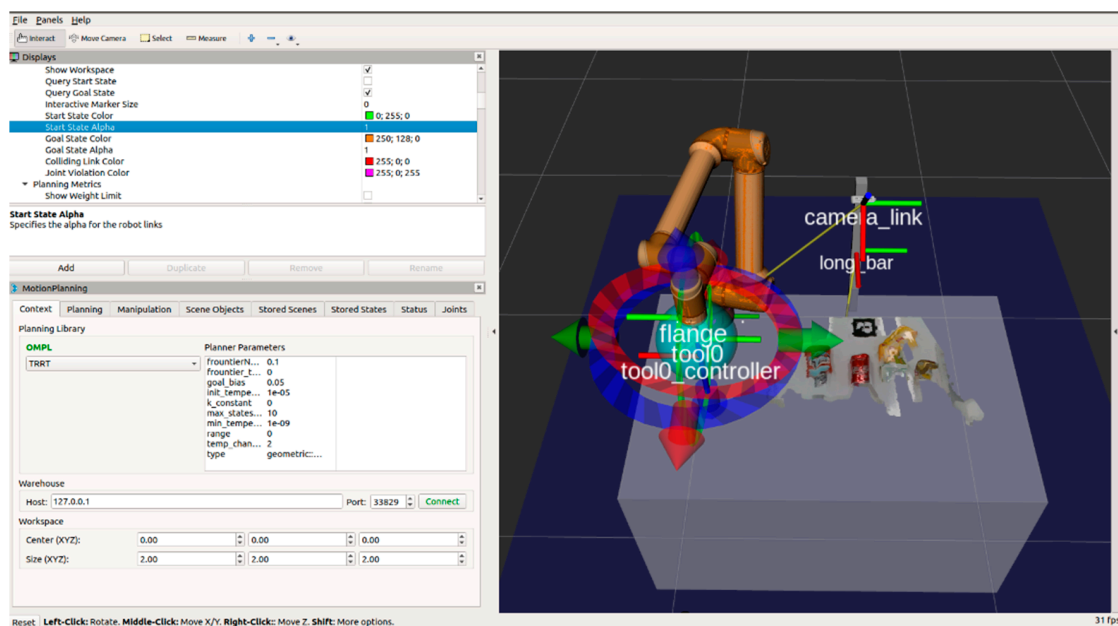 File Panels Help
Interact Move Camera Select Measure
Displays
Show Workspace
Query Start State
Query Goal State
Interactive Marker Size 0
Start State Color 0; 255; 0
Start State Alpha 1
Goal State Color 250; 128; 0
Goal State Alpha 1
Colliding Link Color 255; 0; 0
Joint Violation Color 255; 0; 255
Planning Metrics
Show Weight Limit
Start State Alpha
Specifies the alpha for the robot links
Add Duplicate Remove Rename
MotionPlanning
Context Planning Manipulation Scene Objects Stored Scenes Stored States Status Joints
Planning Library
OMPL Planner Parameters
TRRT
frountierN... 0.1
frountier_t... 0
goal_bias 0.05
init_tempe... 1e-05
k_constant 0
max_states... 10
min_tempe... 1e-09
range 0
temp_chan... 2
type geometric::...
Warehouse
Host: 127.0.0.1 Port: 33829 Connect
Workspace
Center (XYZ): 0.00 0.00 0.00
Size (XYZ): 2.00 2.00 2.00
Reset Left-Click: Rotate. Middle-Click: Move X/Y. Right-Click:: Move Z. Shift: More options.
31 fps
camera_link
long_bar
flange
tool0
tool0_controller